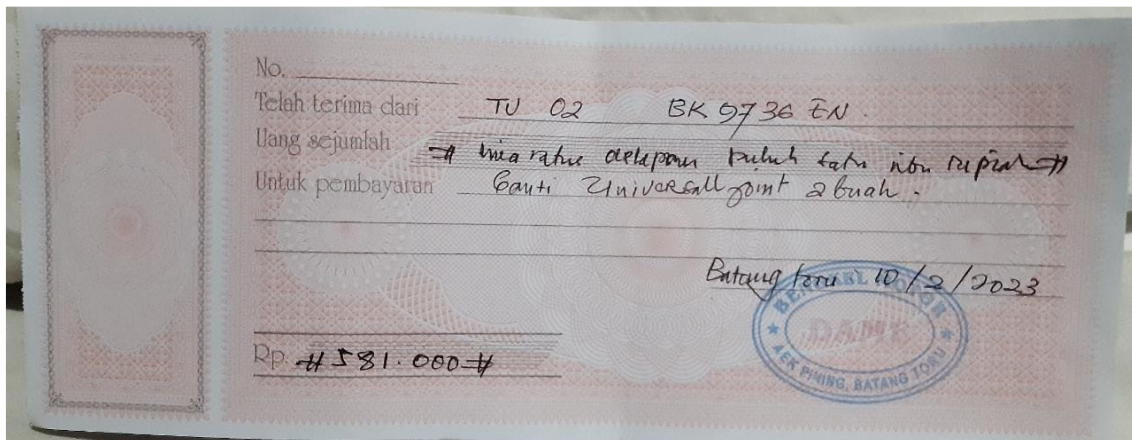 No.
Telah terima dari TU 02 BK 9736 EN.
Uang sejumlah # lima ratus delapan puluh satu ribu rupiah #
Untuk pembayaran Ganti Universall joint 2 buah.
Batang toru 10/2/2023
BENGKEL MOTOR
DAME
AEK PINING, BATANG TORU
Rp. # 581.000 #